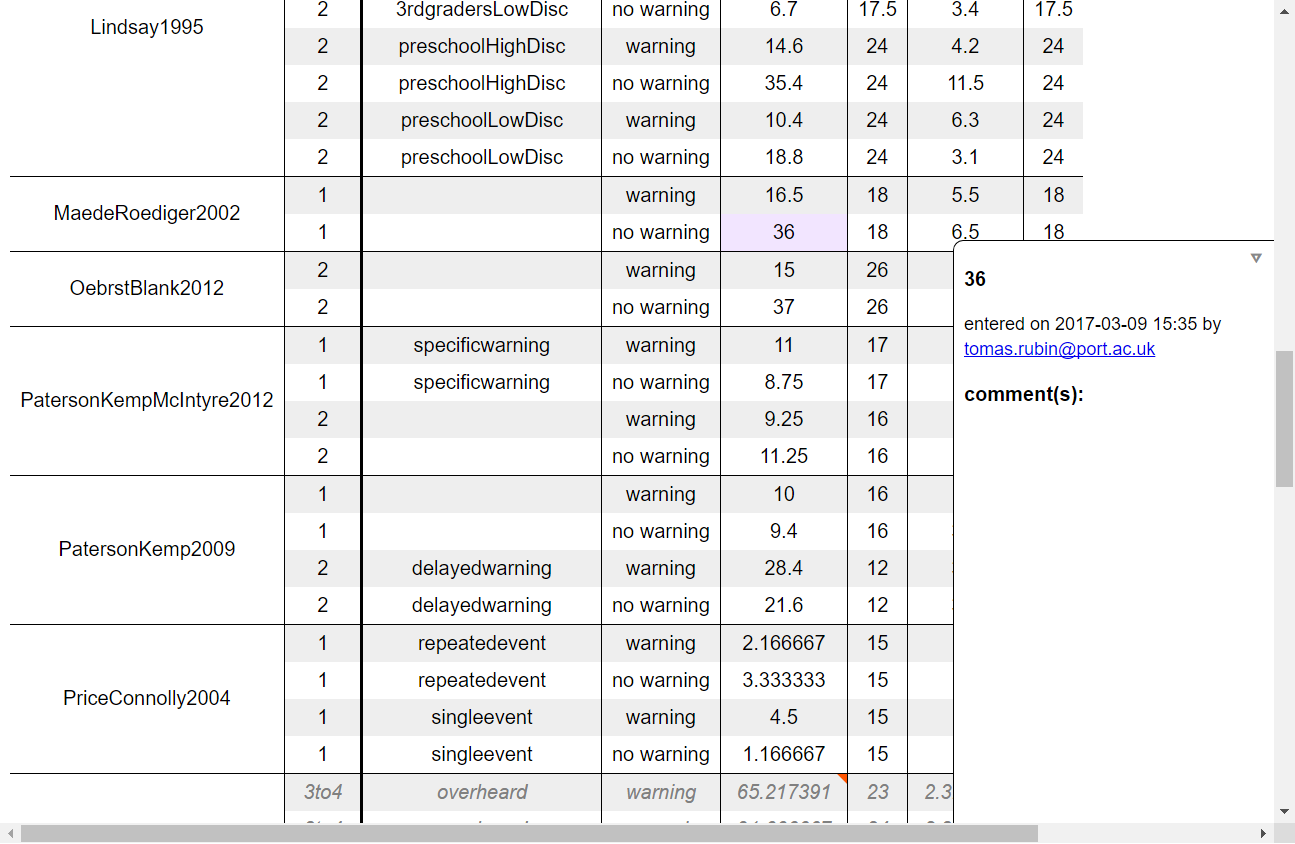 Lindsay1995
2 3rdgradersLowDisc no warning 6.7 17.5 3.4 17.5
2 preschoolHighDisc warning 14.6 24 4.2 24
2 preschoolHighDisc no warning 35.4 24 11.5 24
2 preschoolLowDisc warning 10.4 24 6.3 24
2 preschoolLowDisc no warning 18.8 24 3.1 24
MaedeRoediger2002
1 warning 16.5 18 5.5 18
1 no warning 36 18 6.5 18
OebrstBlank2012
2 warning 15 26
2 no warning 37 26
PatersonKempMcIntyre2012
1 specificwarning warning 11 17
1 specificwarning no warning 8.75 17
2 warning 9.25 16
2 no warning 11.25 16
PatersonKemp2009
1 warning 10 16
1 no warning 9.4 16
2 delayedwarning warning 28.4 12
2 delayedwarning no warning 21.6 12
PriceConnolly2004
1 repeatedevent warning 2.166667 15
1 repeatedevent no warning 3.333333 15
1 singleevent warning 4.5 15
1 singleevent no warning 1.166667 15
3to4 overheard warning 65.217391 23 2.3
36
entered on 2017-03-09 15:35 by
tomas.rubin@port.ac.uk
comment(s):